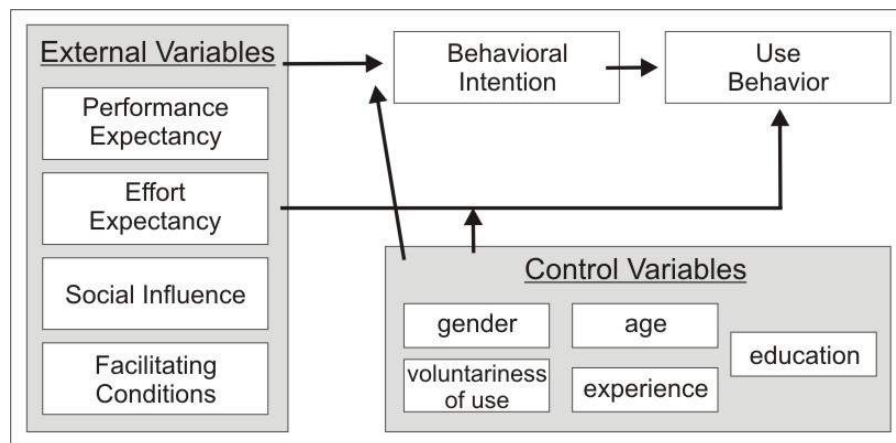 External Variables
Performance
Expectancy
Effort
Expectancy
Social Influence
Facilitating
Conditions
Behavioral
Intention
Use
Behavior
Control Variables
gender
age
voluntariness
of use
experience
education